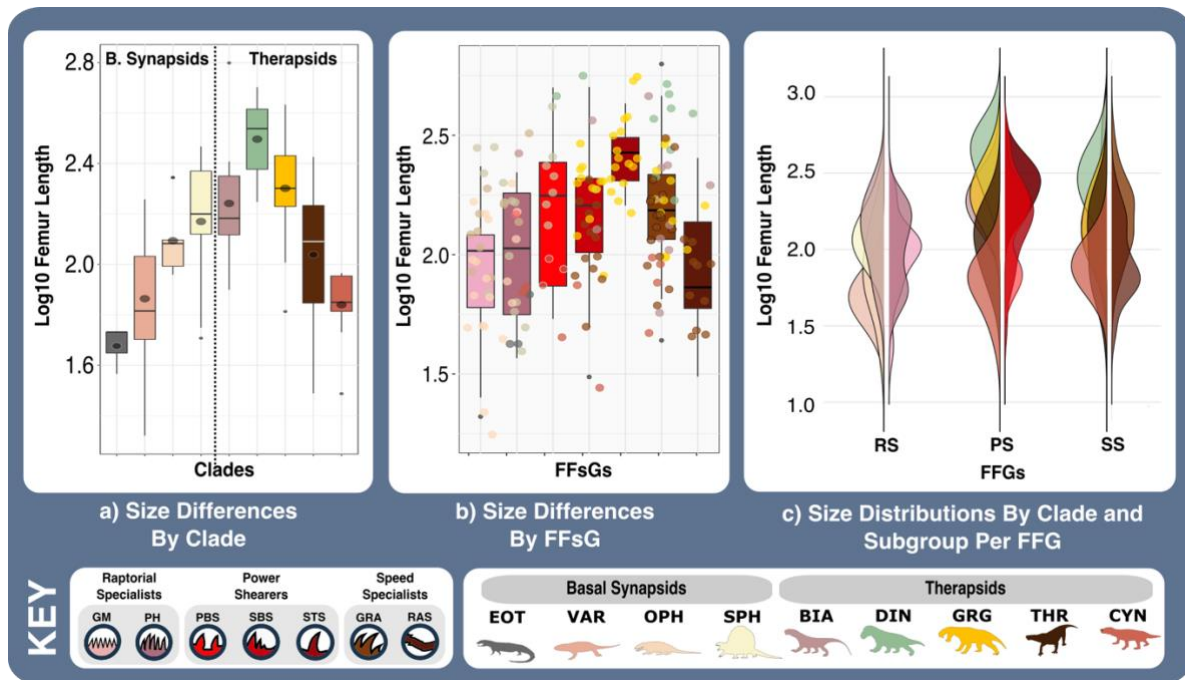 B. Synapsids
Therapsids
Log10 Femur Length
2.8
2.4
2.0
1.6
Clades
Log10 Femur Length
2.5
2.0
1.5
FFsGs
Log10 Femur Length
3.0
2.5
2.0
1.5
1.0
RS
PS
SS
FFGs
a) Size Differences
By Clade
b) Size Differences
By FFsG
c) Size Distributions By Clade and
Subgroup Per FFG
KEY
Raptorial
Specialists
GM
PH
Power
Shearers
PBS
SBS
STS
Speed
Specialists
GRA
RAS
Basal Synapsids
EOT
VAR
OPH
SPH
Therapsids
BIA
DIN
GRG
THR
CYN